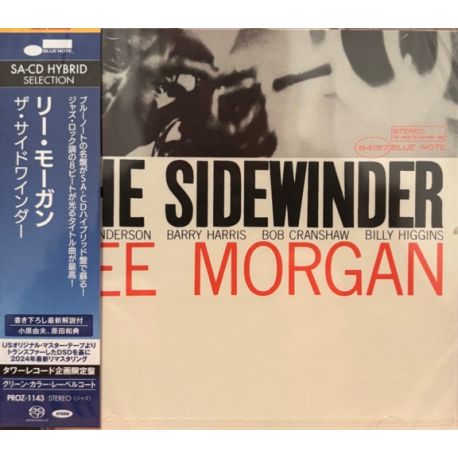 BLUE NOTE
SA-CD HYBRID
SELECTION
ブルーノートの名盤がSA-CDハイブリッド盤で蘇る!
ジャズ・ロック調の8ビートが光るタイトル曲が最高!
リー・モーガン
ザ・サイドワインダー
書き下ろし最新解説付
小原由夫、原田和典
USオリジナル・マスター・テープより
トランスファーしたDSDを基に
2024年最新リマスタリング
タワーレコード企画限定盤
グリーン・カラー・レーベルコート
PROZ-1143 STEREO (ジャズ)
HYBRID
STEREO
84157 BLUE NOTE
HE SIDEWINDER
ENDERSON BARRY HARRIS BOB CRANSHAW BILLY HIGGINS
EE MORGAN